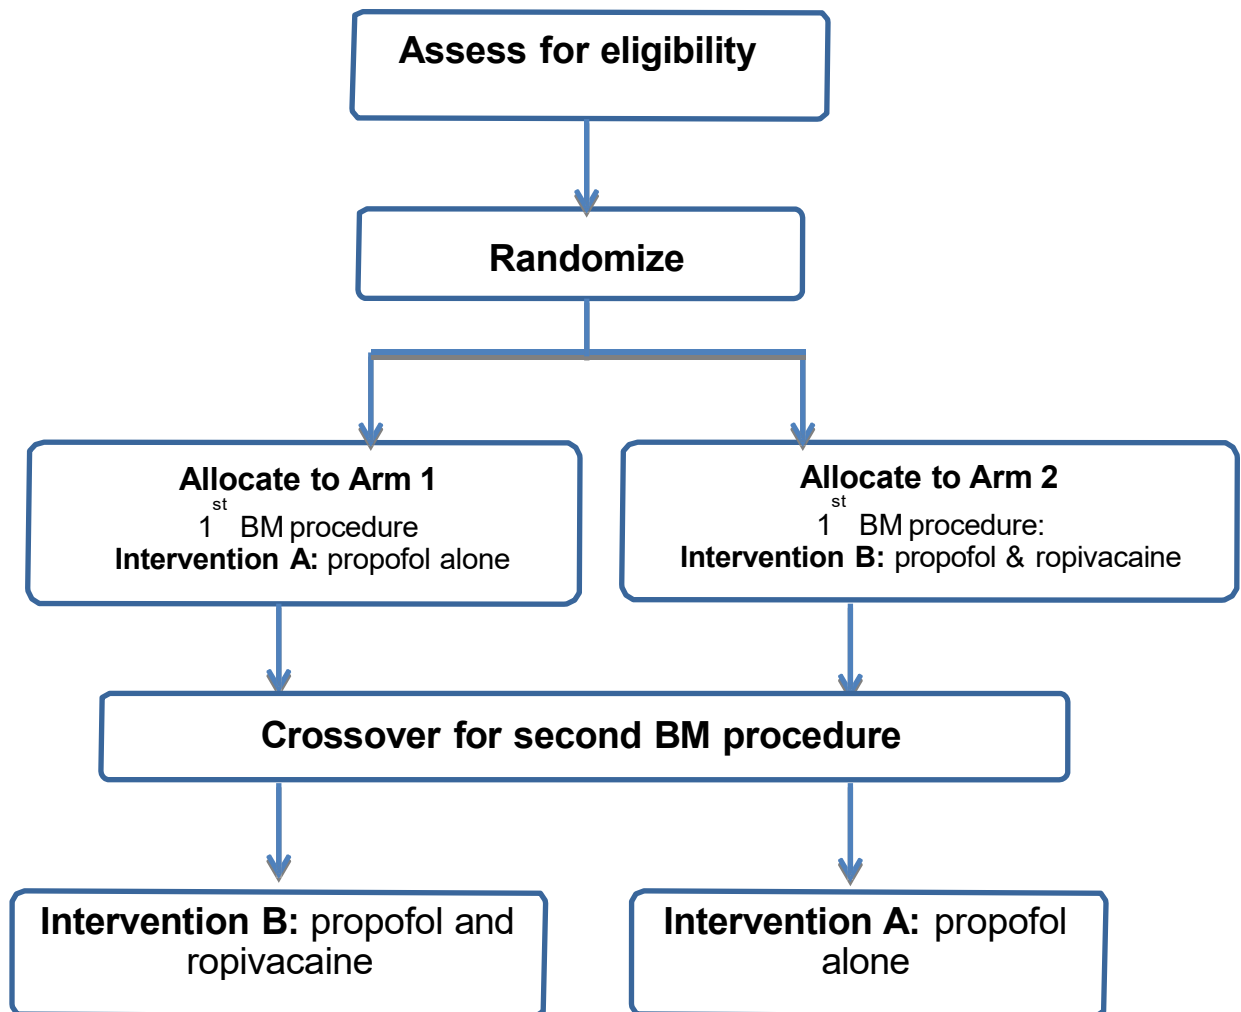 Assess for eligibility
Randomize
Allocate to Arm 1
1st BM procedure
Intervention A: propofol alone
Allocate to Arm 2
1st BM procedure:
Intervention B: propofol & ropivacaine
Crossover for second BM procedure
Intervention B: propofol and
ropivacaine
Intervention A: propofol
alone